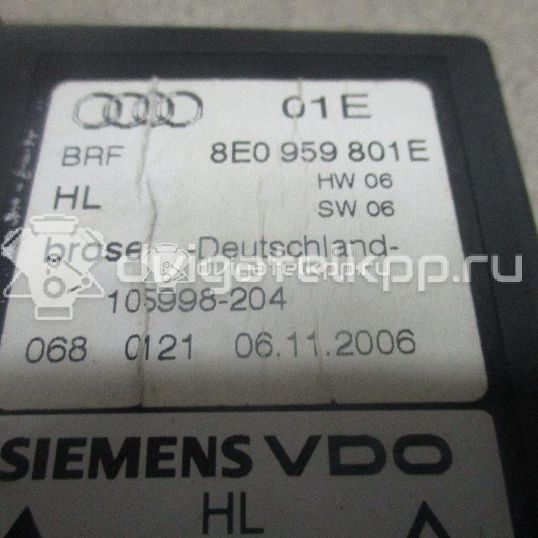 01E
BRF 8E0 959 801E
HL HW 06
SW 06
brose -Deutschland-
105998-204
068 0121 06.11.2006
SIEMENS VDO
HL